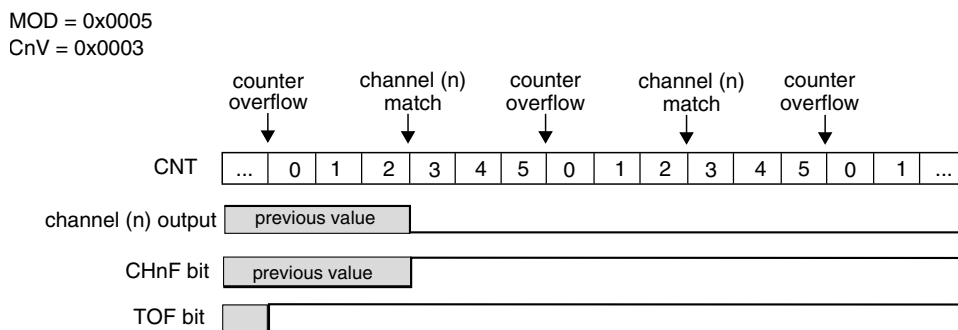 MOD = 0x0005
CnV = 0x0003
counter overflow
channel (n) match
counter overflow
channel (n) match
counter overflow
CNT ... 0 1 2 3 4 5 0 1 2 3 4 5 0 1 ...
channel (n) output previous value
CHnF bit previous value
TOF bit